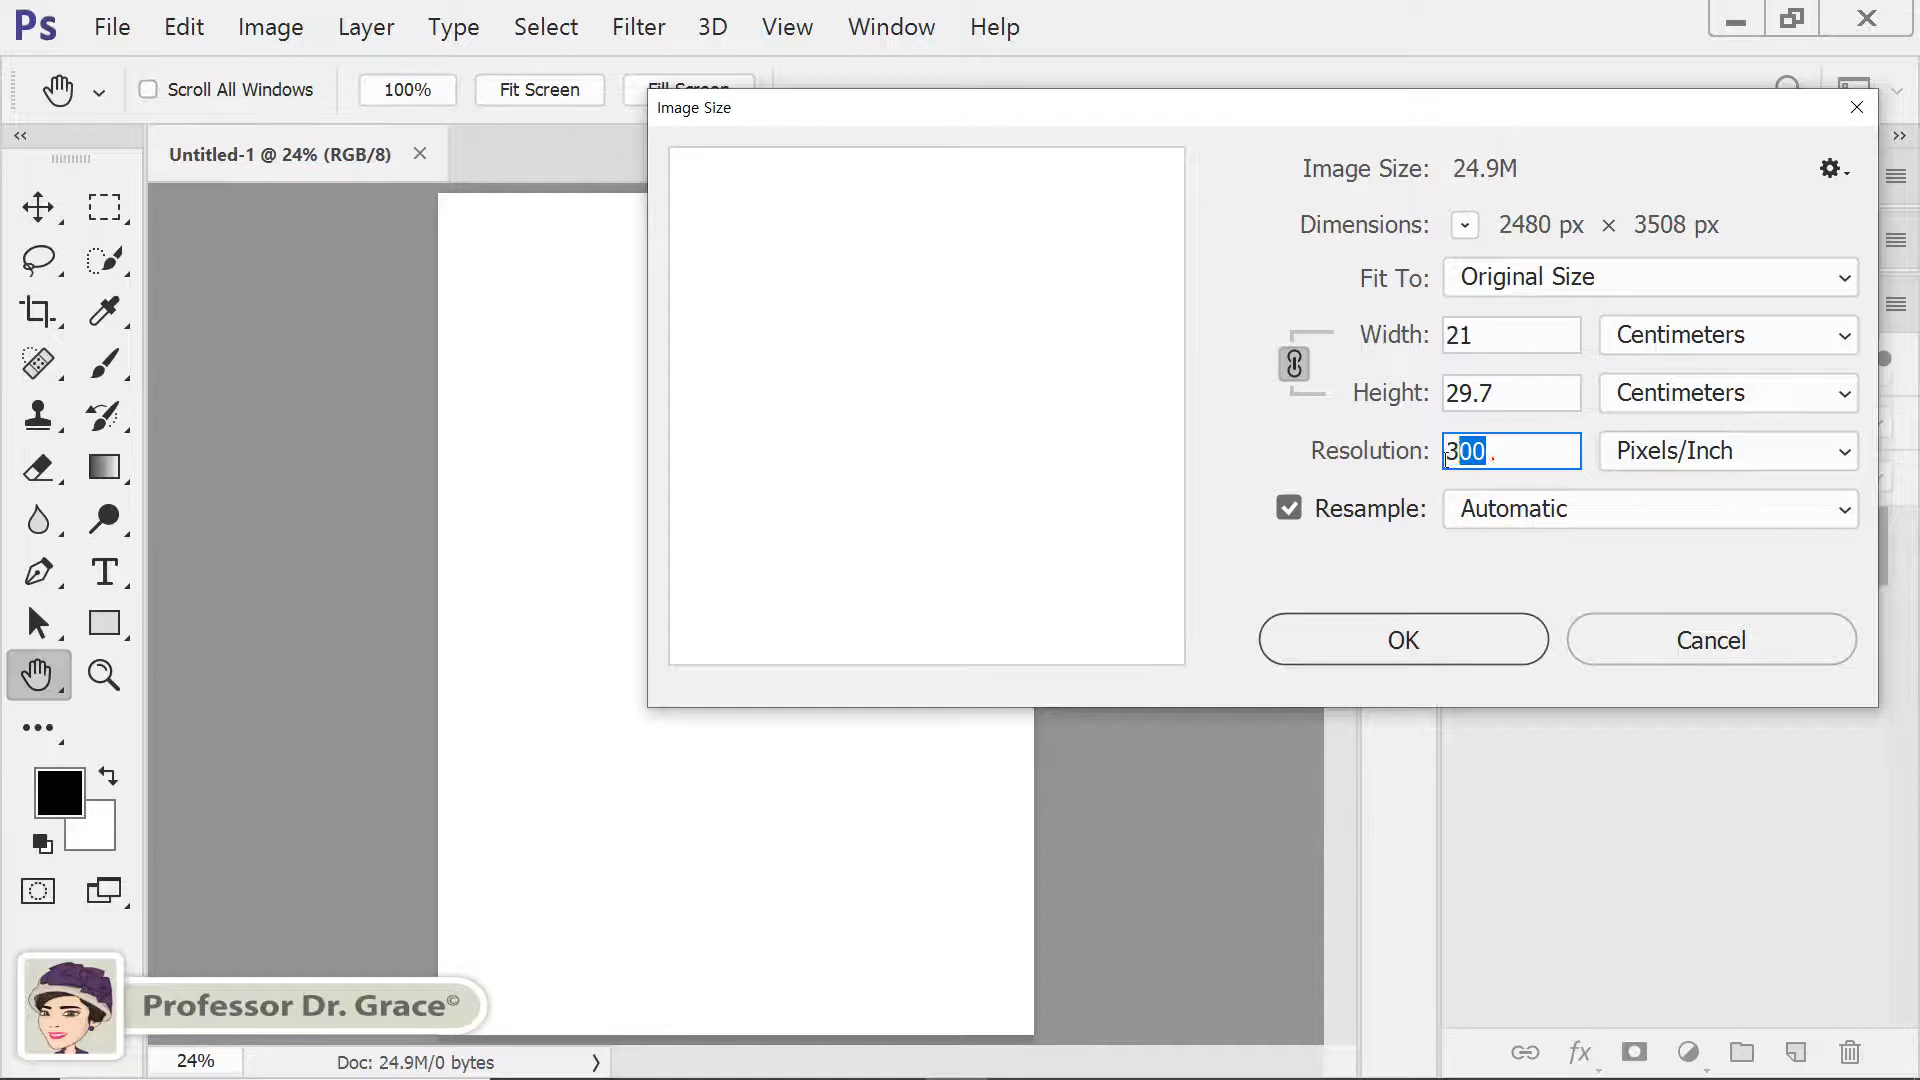 Ps File Edit Image Layer Type Select Filter 3D View Window Help
Scroll All Windows 100% Fit Screen Fill Screen
Image Size
Untitled-1 @ 24% (RGB/8)
Image Size: 24.9M
Dimensions: 2480 px × 3508 px
Fit To: Original Size
Width: 21 Centimeters
Height: 29.7 Centimeters
Resolution: 300 Pixels/Inch
Resample: Automatic
OK Cancel
Professor Dr. Grace©
24% Doc: 24.9M/0 bytes
fx